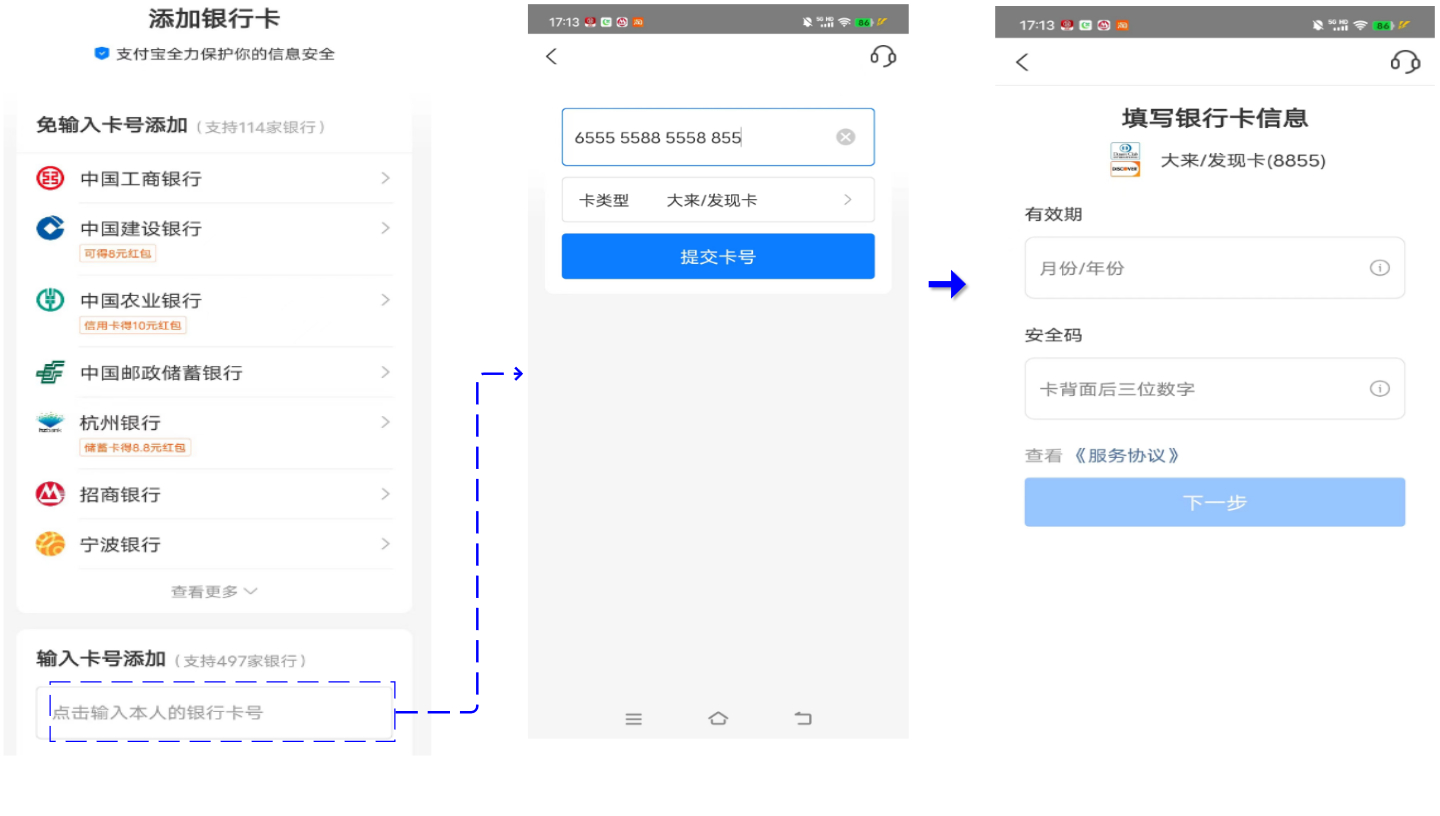 添加银行卡
支付宝全力保护你的信息安全
免输入卡号添加（支持114家银行）
中国工商银行
中国建设银行
可得8元红包
中国农业银行
信用卡得10元红包
中国邮政储蓄银行
杭州银行
储蓄卡得8.8元红包
招商银行
宁波银行
查看更多
输入卡号添加（支持497家银行）
点击输入本人的银行卡号
17:13
5G HD
86
6555 5588 5558 855
卡类型 大来/发现卡
提交卡号
17:13
5G HD
86
填写银行卡信息
DISCOVER
大来/发现卡(8855)
有效期
月份/年份
安全码
卡背面后三位数字
查看《服务协议》
下一步